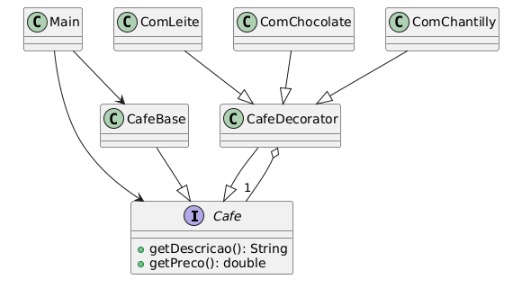 C Main
C ComLeite
C ComChocolate
C ComChantilly
C CafeBase
C CafeDecorator
1
I Cafe
getDescricao(): String
getPreco(): double